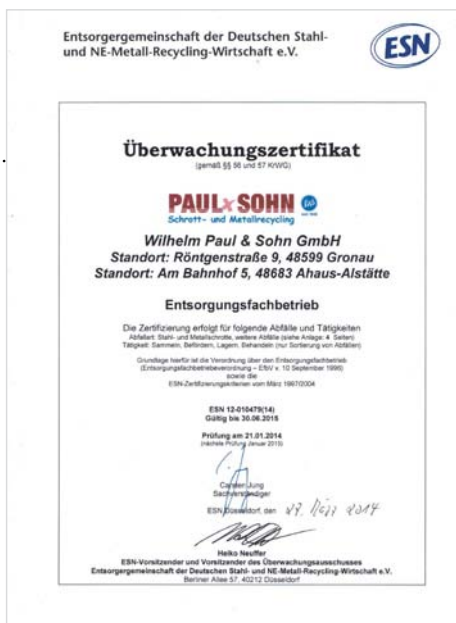 Entsorgergemeinschaft der Deutschen Stahl-
und NE-Metall-Recycling-Wirtschaft e.V.
ESN
Überwachungszertifikat
(gemäß §§ 56 und 57 KrWG)
PAUL x SOHN
Schrott- und Metallrecycling
Wilhelm Paul & Sohn GmbH
Standort: Röntgenstraße 9, 48599 Gronau
Standort: Am Bahnhof 5, 48683 Ahaus-Alstätte
Entsorgungsfachbetrieb
Die Zertifizierung erfolgt für folgende Abfälle und Tätigkeiten
Abfallart: Stahl- und Metallschrotte, weitere Abfälle (siehe Anlage: 4 Seiten)
Tätigkeit: Sammeln, Befördern, Lagern, Behandeln (nur Sortierung von Abfällen)
Grundlage hierfür ist die Verordnung über den Entsorgungsfachbetrieb
(Entsorgungsfachbetriebeverordnung – EfbV v. 10 September 1996)
sowie die
ESN-Zertifizierungskriterien vom März 1997/2004
ESN 12-010479(14)
Gültig bis 30.06.2015
Prüfung am 21.01.2014
(nächste Prüfung Januar 2015)
Carsten Jung
Sachverständiger
ESN Düsseldorf, den 27. März 2014
Heiko Neuffer
ESN-Vorsitzender und Vorsitzender des Überwachungsausschusses
Entsorgergemeinschaft der Deutschen Stahl- und NE-Metall-Recycling-Wirtschaft e.V.
Berliner Allee 57, 40212 Düsseldorf